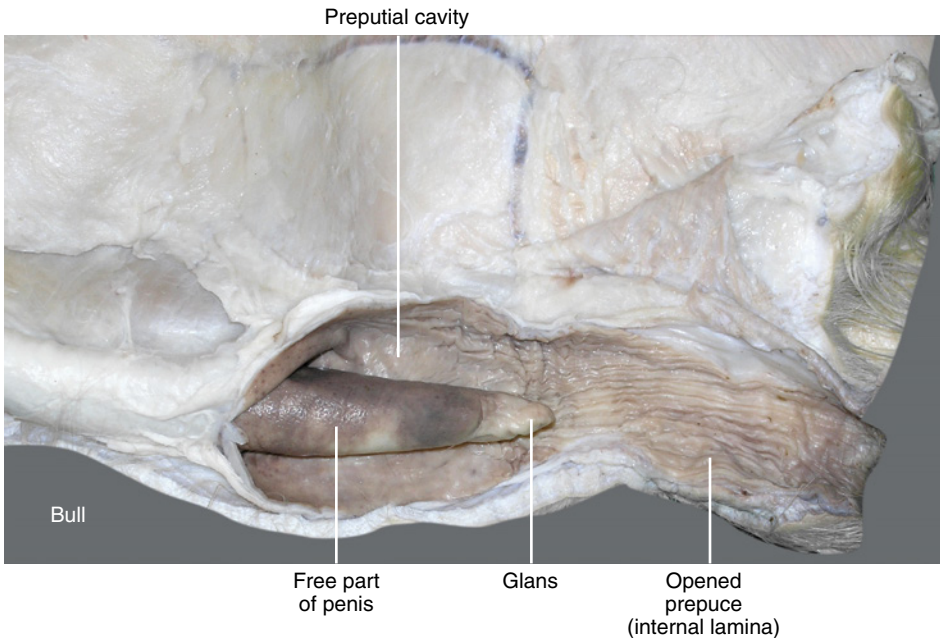 Preputial cavity
Bull
Free part
of penis
Glans
Opened
prepuce
(internal lamina)